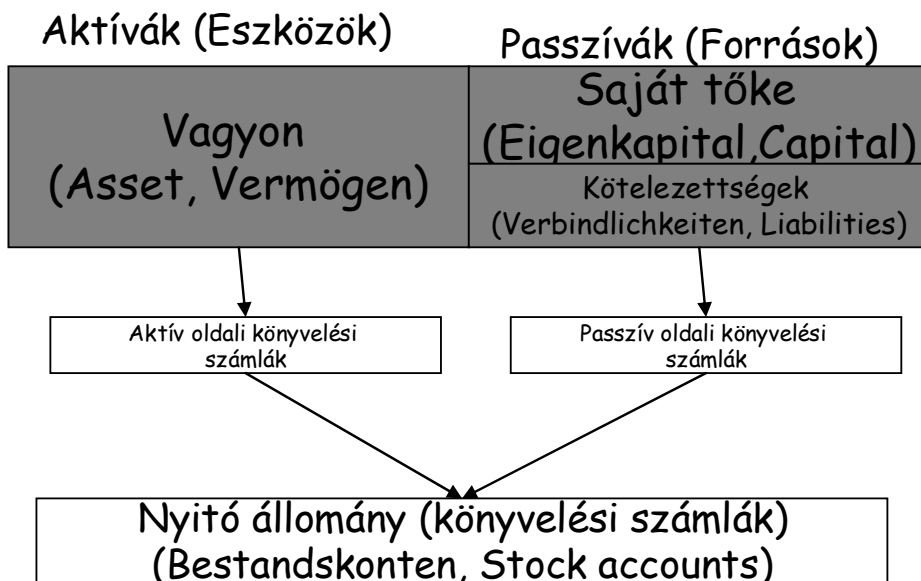 Aktívák (Eszközök)
Passzívák (Források)
Vagyon
(Asset, Vermögen)
Saját tőke
(Eigenkapital,Capital)
Kötelezettségek
(Verbindlichkeiten, Liabilities)
Aktív oldali könyvelési
számlák
Passzív oldali könyvelési
számlák
Nyitó állomány (könyvelési számlák)
(Bestandskonten, Stock accounts)